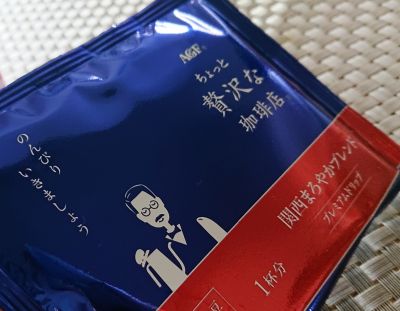 AGF
ちょっと
贅沢な
珈琲店
のんびり
いきましょう
関西まろやかブレンド
プレミアムドリップ
1杯分
豆